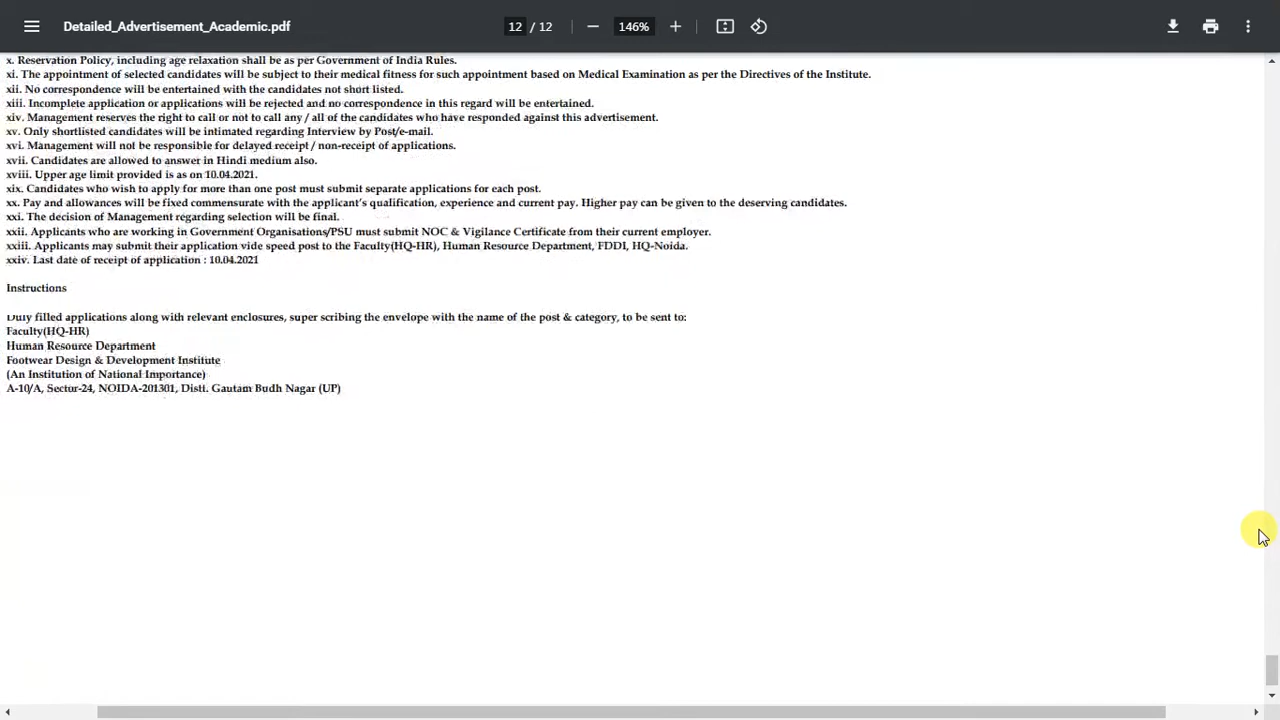 Detailed_Advertisement_Academic.pdf
12 / 12
146%
x. Reservation Policy, including age relaxation shall be as per Government of India Rules.
xi. The appointment of selected candidates will be subject to their medical fitness for such appointment based on Medical Examination as per the Directives of the Institute.
xii. No correspondence will be entertained with the candidates not short listed.
xiii. Incomplete application or applications will be rejected and no correspondence in this regard will be entertained.
xiv. Management reserves the right to call or not to call any / all of the candidates who have responded against this advertisement.
xv. Only shortlisted candidates will be intimated regarding Interview by Post/e-mail.
xvi. Management will not be responsible for delayed receipt / non-receipt of applications.
xvii. Candidates are allowed to answer in Hindi medium also.
xviii. Upper age limit provided is as on 10.04.2021.
xix. Candidates who wish to apply for more than one post must submit separate applications for each post.
xx. Pay and allowances will be fixed commensurate with the applicant's qualification, experience and current pay. Higher pay can be given to the deserving candidates.
xxi. The decision of Management regarding selection will be final.
xxii. Applicants who are working in Government Organisations/PSU must submit NOC & Vigilance Certificate from their current employer.
xxiii. Applicants may submit their application vide speed post to the Faculty(HQ-HR), Human Resource Department, FDDI, HQ-Noida.
xxiv. Last date of receipt of application : 10.04.2021
Instructions
Duly filled applications along with relevant enclosures, super scribing the envelope with the name of the post & category, to be sent to:
Faculty(HQ-HR)
Human Resource Department
Footwear Design & Development Institute
(An Institution of National Importance)
A-10/A, Sector-24, NOIDA-201301, Distt. Gautam Budh Nagar (UP)